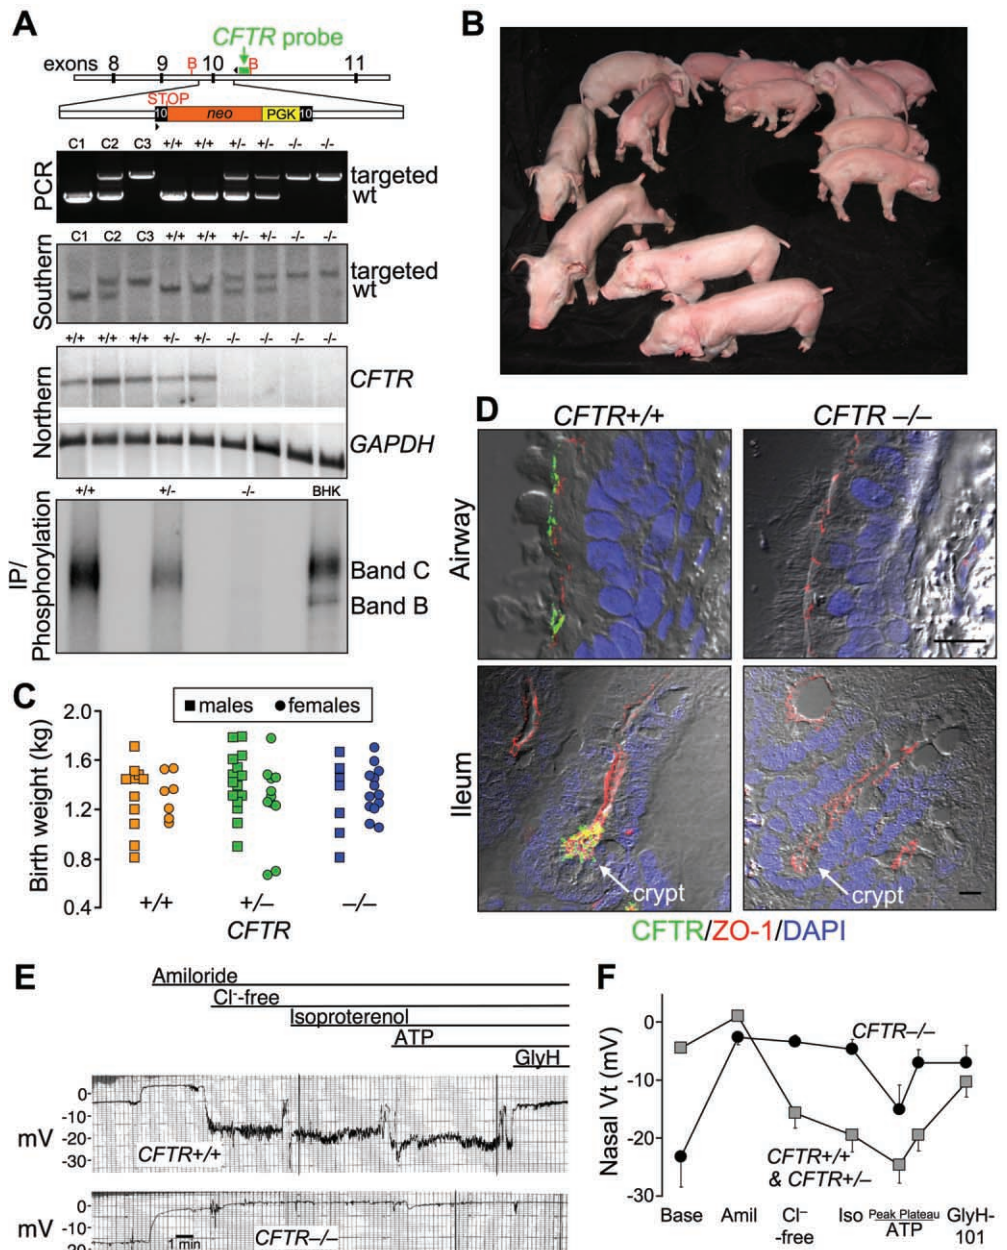 A
CFTR probe
exons 8 9 B 10 B 11
STOP
10 neo PGK 10
PCR
C1 C2 C3 +/+ +/+ +/- +/- -/- -/-
targeted
wt
Southern
C1 C2 C3 +/+ +/+ +/- +/- -/- -/-
targeted
wt
Northern
+/+ +/+ +/+ +/- +/- -/- -/- -/- -/-
CFTR
GAPDH
IP/
Phosphorylation
+/+ +/- -/- BHK
Band C
Band B
B
C
males females
Birth weight (kg)
2.0
1.6
1.2
0.8
0.4
+/+ +/– –/–
CFTR
D
CFTR+/+ CFTR –/–
Airway
Ileum
crypt
crypt
CFTR/ZO-1/DAPI
E
Amiloride
Cl⁻-free
Isoproterenol
ATP
GlyH
mV
0-
-10-
-20-
-30-
CFTR+/+
mV
0-
-10-
-20-
1 min
CFTR–/–
F
Nasal Vt (mV)
0
-10
-20
-30
CFTR–/–
CFTR+/+
& CFTR+/–
Base Amil Cl⁻
-free Iso Peak Plateau
ATP GlyH-
101